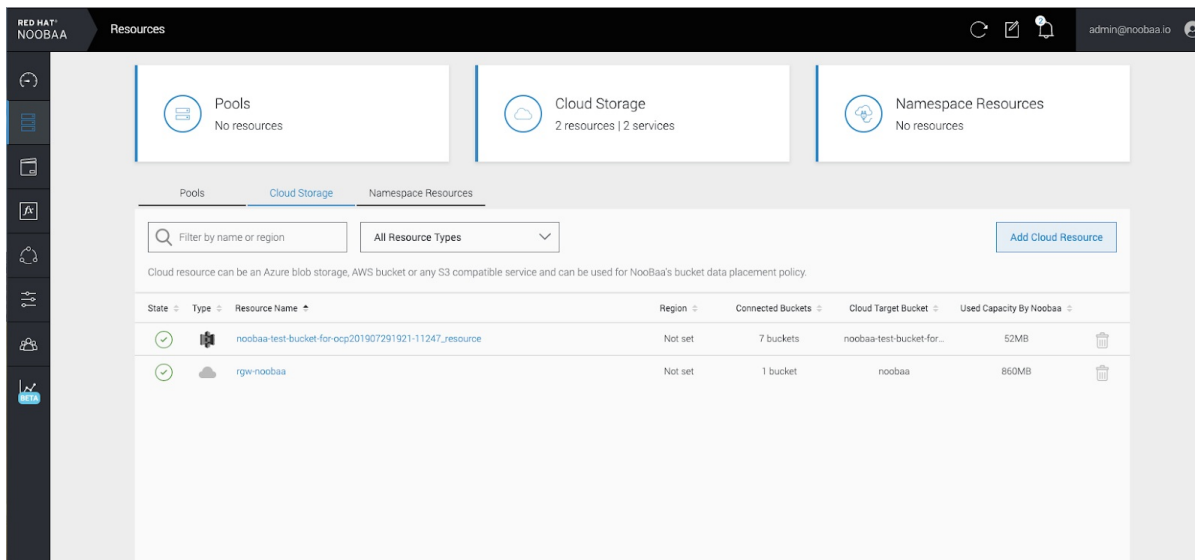 RED HAT®
NOOBAA
Resources
2
admin@noobaa.io
Pools
No resources
Cloud Storage
2 resources | 2 services
Namespace Resources
No resources
Pools Cloud Storage Namespace Resources
Filter by name or region All Resource Types Add Cloud Resource
Cloud resource can be an Azure blob storage, AWS bucket or any S3 compatible service and can be used for NooBaa's bucket data placement policy.
State Type Resource Name Region Connected Buckets Cloud Target Bucket Used Capacity By Noobaa
noobaa-test-bucket-for-ocp201907291921-11247_resource Not set 7 buckets noobaa-test-bucket-for... 52MB
rgw-noobaa Not set 1 bucket noobaa 860MB
fx
BETA